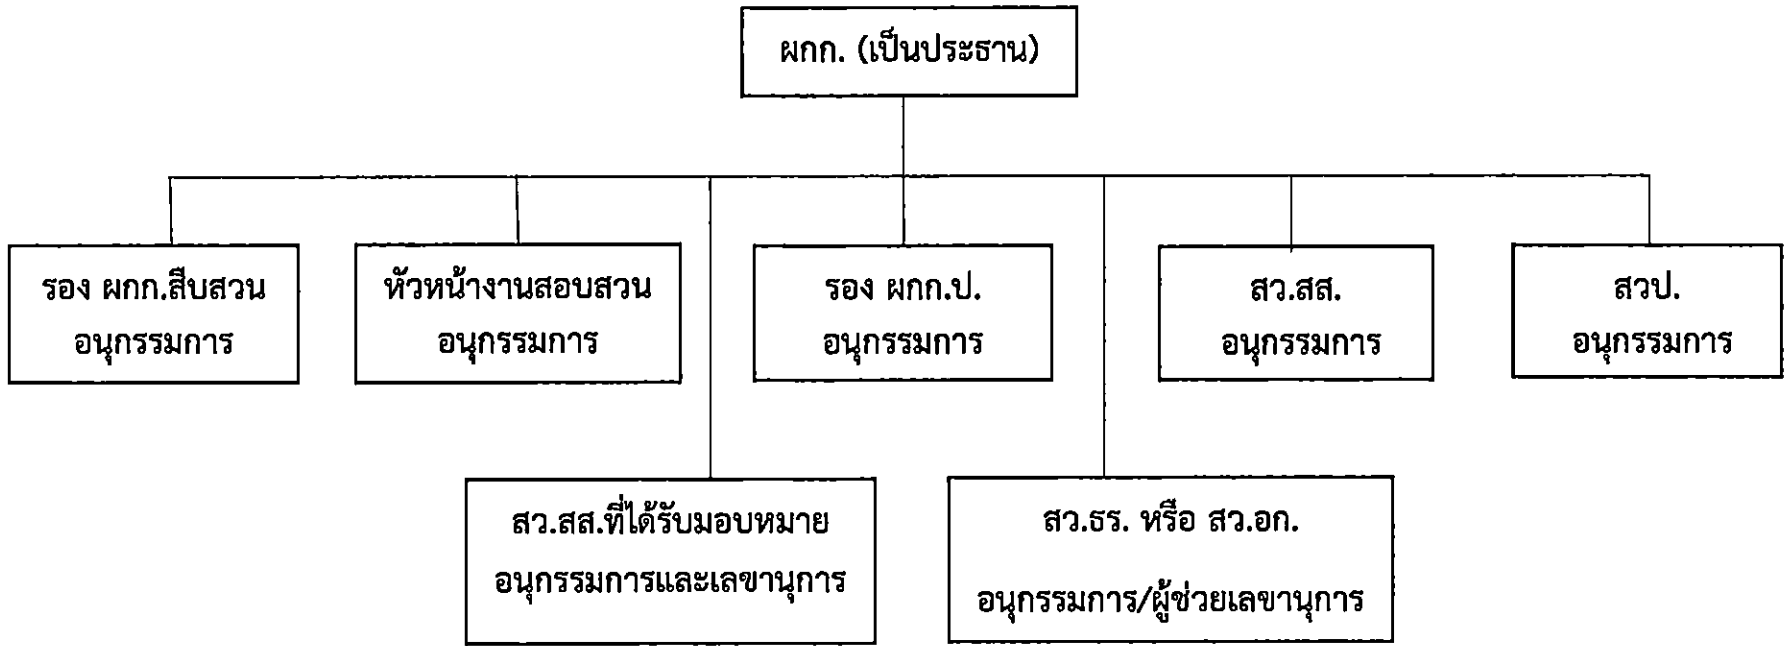 ผกก. (เป็นประธาน)
รอง ผกก.สืบสวน
อนุกรรมการ
หัวหน้างานสอบสวน
อนุกรรมการ
รอง ผกก.ป.
อนุกรรมการ
สว.สส.
อนุกรรมการ
สวป.
อนุกรรมการ
สว.สส.ที่ได้รับมอบหมาย
อนุกรรมการและเลขานุการ
สว.ธร. หรือ สว.อก.
อนุกรรมการ/ผู้ช่วยเลขานุการ